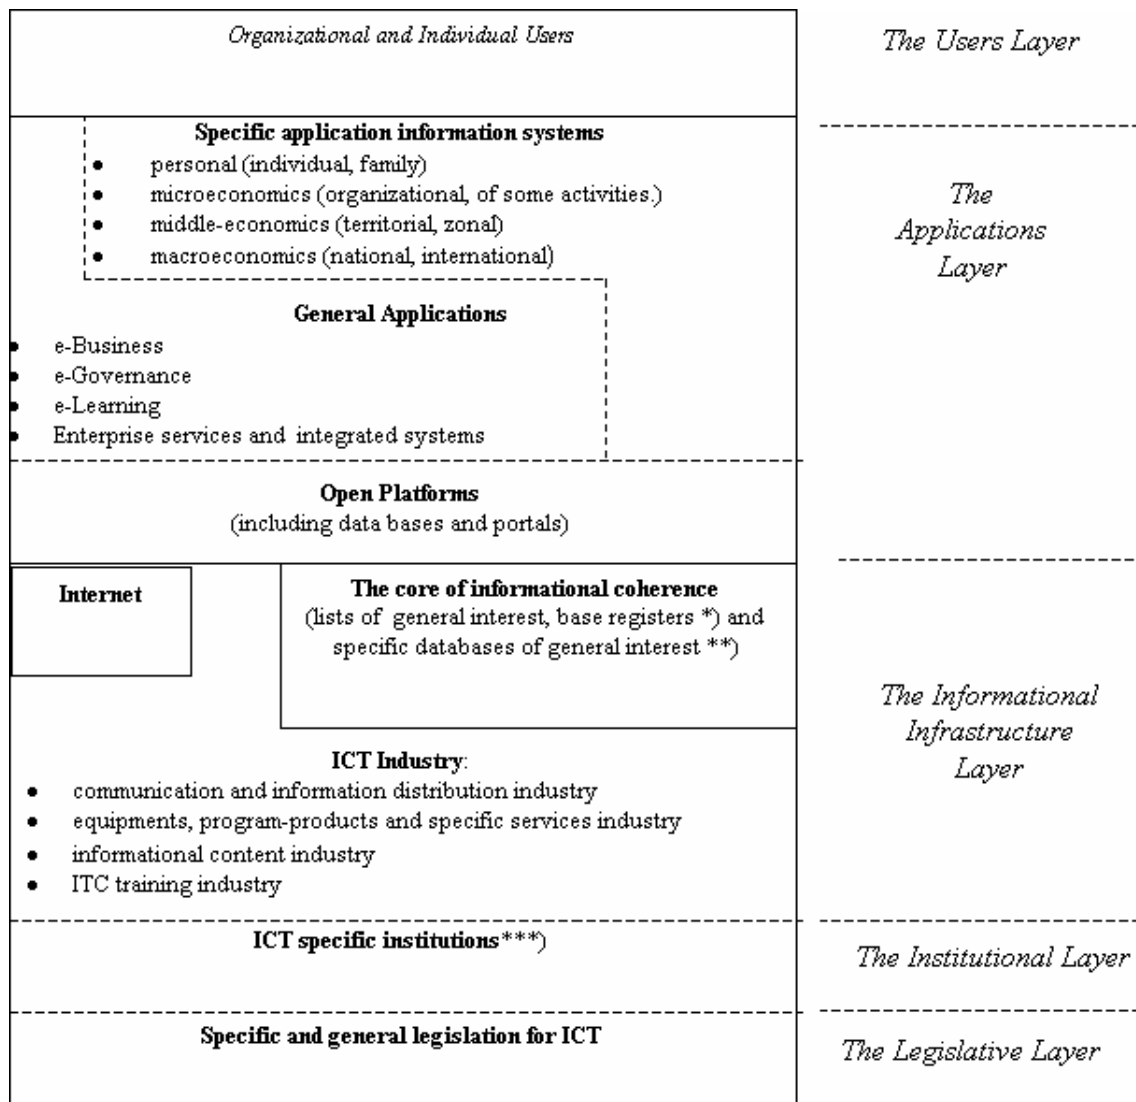 Organizational and Individual Users
The Users Layer
Specific application information systems
• personal (individual, family)
• microeconomics (organizational, of some activities.)
• middle-economics (territorial, zonal)
• macroeconomics (national, international)
The
Applications
Layer
General Applications
• e-Business
• e-Governance
• e-Learning
• Enterprise services and integrated systems
Open Platforms
(including data bases and portals)
Internet
The core of informational coherence
(lists of general interest, base registers *) and
specific databases of general interest **)
The Informational
Infrastructure
Layer
ICT Industry:
• communication and information distribution industry
• equipments, program-products and specific services industry
• informational content industry
• ITC training industry
ICT specific institutions***)
The Institutional Layer
Specific and general legislation for ICT
The Legislative Layer